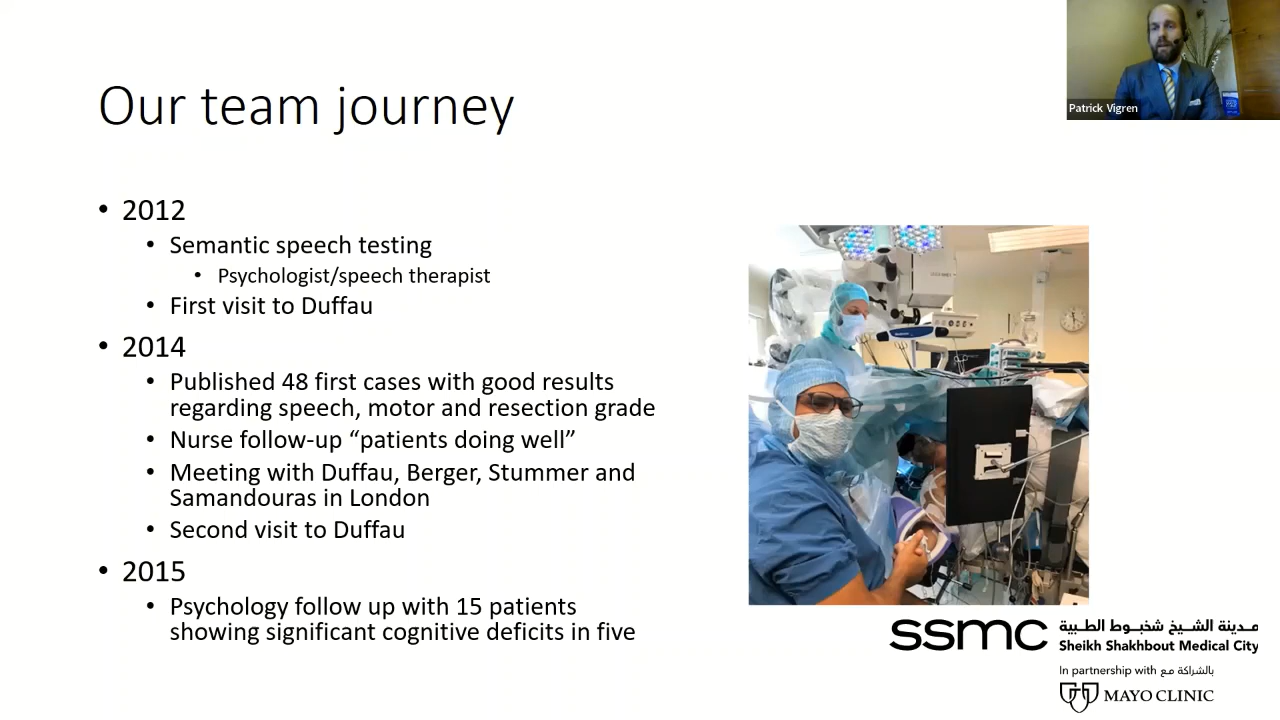 Patrick Vigren
Our team journey
• 2012
• Semantic speech testing
• Psychologist/speech therapist
• First visit to Duffau
• 2014
• Published 48 first cases with good results
regarding speech, motor and resection grade
• Nurse follow-up “patients doing well”
• Meeting with Duffau, Berger, Stummer and
Samandouras in London
• Second visit to Duffau
• 2015
• Psychology follow up with 15 patients
showing significant cognitive deficits in five
ssmc
مدينة الشيخ شخبوط الطبية
Sheikh Shakhbout Medical City
In partnership with بالشراكة مع
MAYO CLINIC